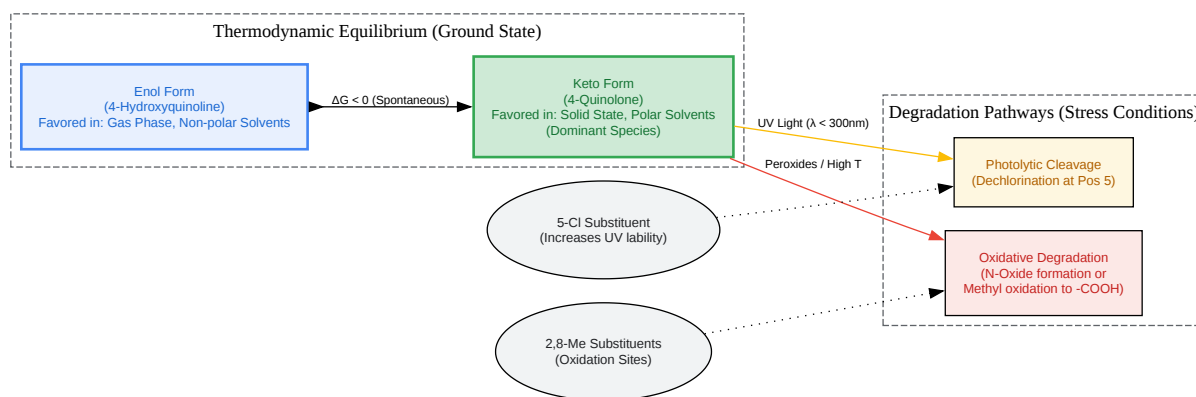 Thermodynamic Equilibrium (Ground State)
Enol Form
(4-Hydroxyquinoline)
Favored in: Gas Phase, Non-polar Solvents
ΔG < 0 (Spontaneous)
Keto Form
(4-Quinolone)
Favored in: Solid State, Polar Solvents
(Dominant Species)
UV Light (λ < 300nm)
Peroxides / High T
Degradation Pathways (Stress Conditions)
Photolytic Cleavage
(Dechlorination at Pos 5)
5-Cl Substituent
(Increases UV lability)
Oxidative Degradation
(N-Oxide formation or
Methyl oxidation to -COOH)
2,8-Me Substituents
(Oxidation Sites)